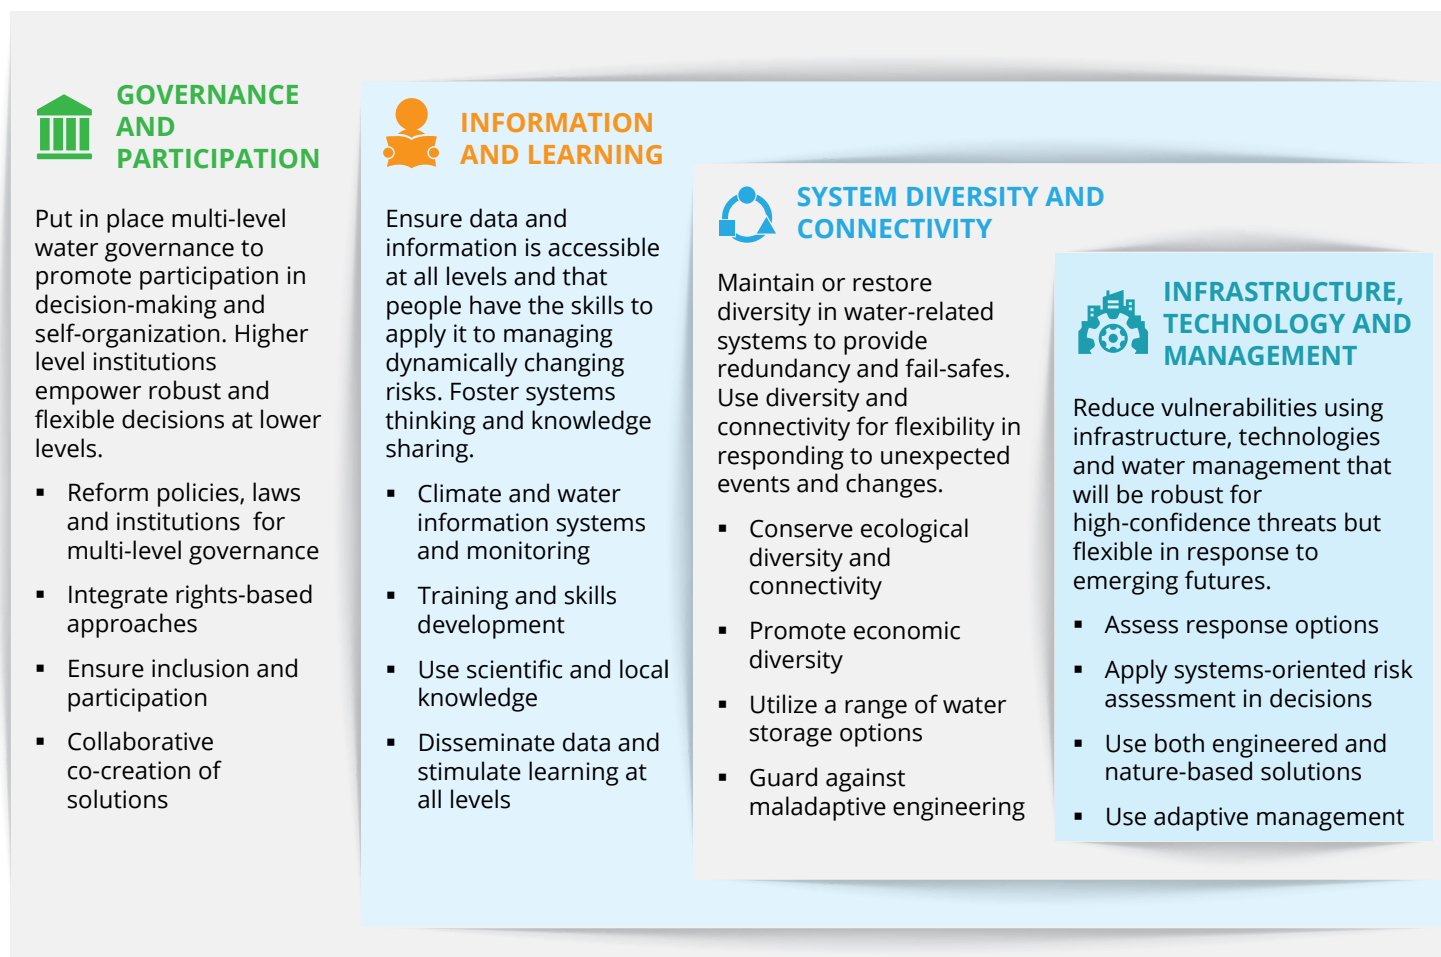 GOVERNANCE
AND
PARTICIPATION
Put in place multi-level
water governance to
promote participation in
decision-making and
self-organization. Higher
level institutions
empower robust and
flexible decisions at lower
levels.
▪ Reform policies, laws
and institutions for
multi-level governance
▪ Integrate rights-based
approaches
▪ Ensure inclusion and
participation
▪ Collaborative
co-creation of
solutions
INFORMATION
AND LEARNING
Ensure data and
information is accessible
at all levels and that
people have the skills to
apply it to managing
dynamically changing
risks. Foster systems
thinking and knowledge
sharing.
▪ Climate and water
information systems
and monitoring
▪ Training and skills
development
▪ Use scientific and local
knowledge
▪ Disseminate data and
stimulate learning at
all levels
SYSTEM DIVERSITY AND
CONNECTIVITY
Maintain or restore
diversity in water-related
systems to provide
redundancy and fail-safes.
Use diversity and
connectivity for flexibility in
responding to unexpected
events and changes.
▪ Conserve ecological
diversity and
connectivity
▪ Promote economic
diversity
▪ Utilize a range of water
storage options
▪ Guard against
maladaptive engineering
INFRASTRUCTURE,
TECHNOLOGY AND
MANAGEMENT
Reduce vulnerabilities using
infrastructure, technologies
and water management that
will be robust for
high-confidence threats but
flexible in response to
emerging futures.
▪ Assess response options
▪ Apply systems-oriented risk
assessment in decisions
▪ Use both engineered and
nature-based solutions
▪ Use adaptive management